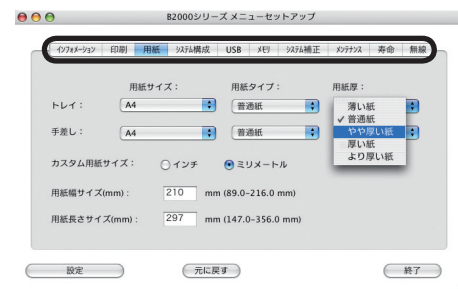 B2000シリーズ メニューセットアップ
インフォメーション 印刷 用紙 システム構成 USB メモリ システム補正 メンテナンス 寿命 無線
用紙サイズ： 用紙タイプ： 用紙厚：
トレイ： A4 普通紙 薄い紙
✓ 普通紙
手差し： A4 普通紙 やや厚い紙
厚い紙
より厚い紙
カスタム用紙サイズ： インチ ミリメートル
用紙幅サイズ(mm)： 210 mm (89.0-216.0 mm)
用紙長さサイズ(mm)： 297 mm (147.0-356.0 mm)
設定 元に戻す 終了